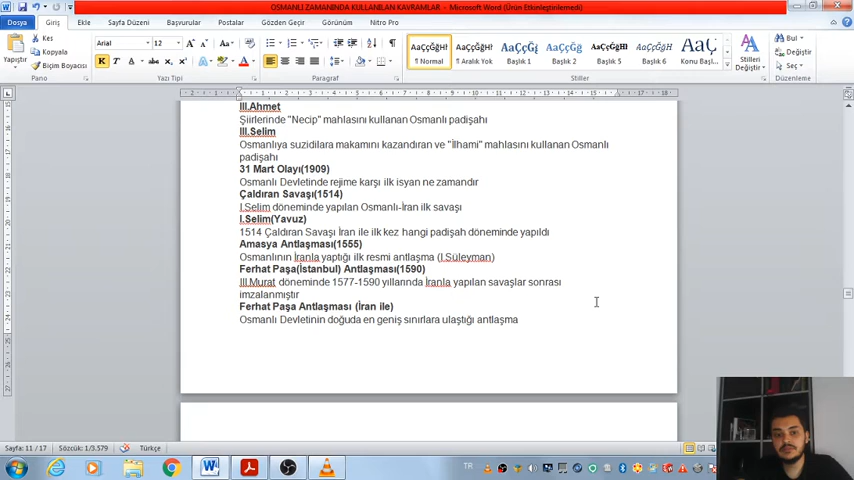 OSMANLI ZAMANINDA KULLANILAN KAVRAMLAR - Microsoft Word (Ürün Etkinleştirilemedi)
Dosya Giriş Ekle Sayfa Düzeni Başvurular Postalar Gözden Geçir Görünüm Nitro Pro
Yapıştır
Kes
Kopyala
Biçim Boyacısı
Pano
Arial 12
Yazı Tipi
Paragraf
AaÇçĞğHl AaÇçĞğHl AaÇçĞğ AaÇçĞğ AaÇçĞğHl AaÇçĞğHl AaÇ
¶ Normal ¶ Aralık Yok Başlık 1 Başlık 2 Başlık 5 Başlık 6 Konu Başl...
Stilleri Değiştir
Stiller
Bul
Değiştir
Seç
Düzenleme
III.Ahmet
Şiirlerinde "Necip" mahlasını kullanan Osmanlı padişahı
III.Selim
Osmanlıya suzidilara makamını kazandıran ve "İlhami" mahlasını kullanan Osmanlı
padişahı
31 Mart Olayı(1909)
Osmanlı Devletinde rejime karşı ilk isyan ne zamandır
Çaldıran Savaşı(1514)
I.Selim döneminde yapılan Osmanlı-İran ilk savaşı
I.Selim(Yavuz)
1514 Çaldıran Savaşı İran ile ilk kez hangi padişah döneminde yapıldı
Amasya Antlaşması(1555)
Osmanlının İranla yaptığı ilk resmi antlaşma (I.Süleyman)
Ferhat Paşa(İstanbul) Antlaşması(1590)
III.Murat döneminde 1577-1590 yıllarında İranla yapılan savaşlar sonrası
imzalanmıştır
Ferhat Paşa Antlaşması (İran ile)
Osmanlı Devletinin doğuda en geniş sınırlara ulaştığı antlaşma
Sayfa: 11 / 17 Sözcük: 1/3.579 Türkçe
TR